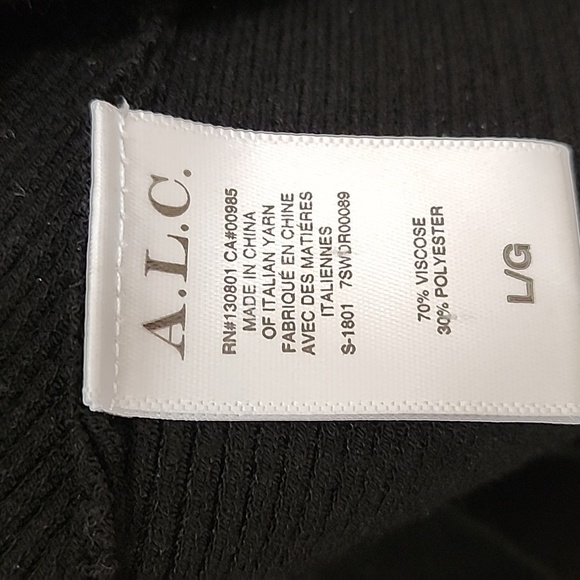 A.L.C.
RN#130801 CA#00985
MADE IN CHINA
OF ITALIAN YARN
FABRIQUÉ EN CHINE
AVEC DES MATIÉRES
ITALIENNES
S-1801 7SWDR00089
70% VISCOSE
30% POLYESTER
L/G